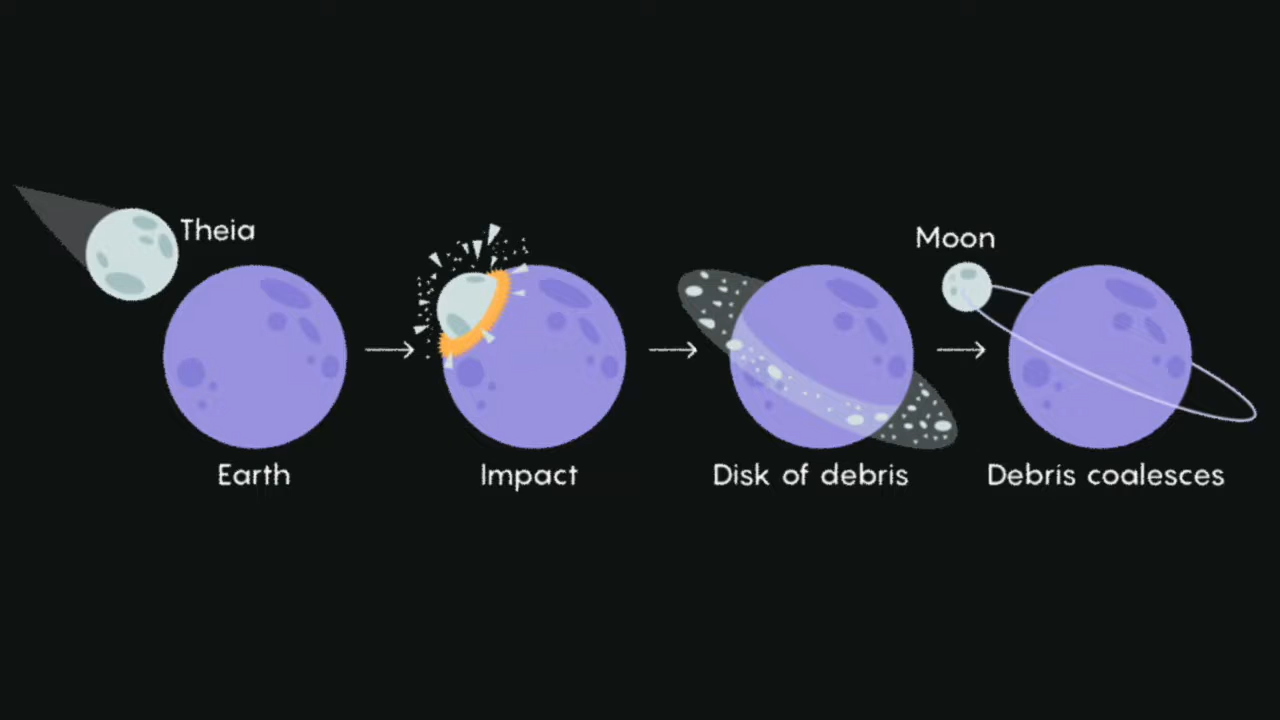 Theia
Moon
Earth
Impact
Disk of debris
Debris coalesces